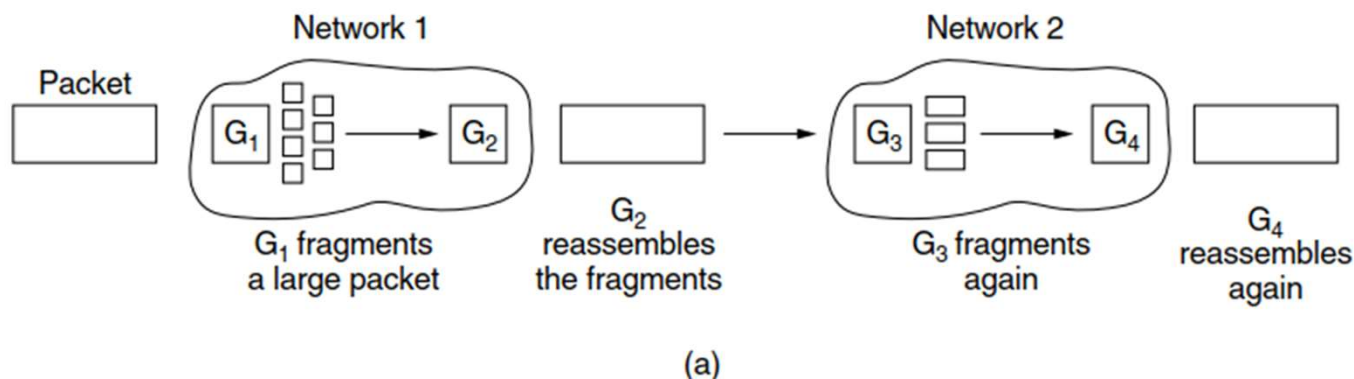 Network 1
Network 2
Packet
G₁
G₂
G₃
G₄
G₁ fragments
a large packet
G₂
reassembles
the fragments
G₃ fragments
again
G₄
reassembles
again
(a)